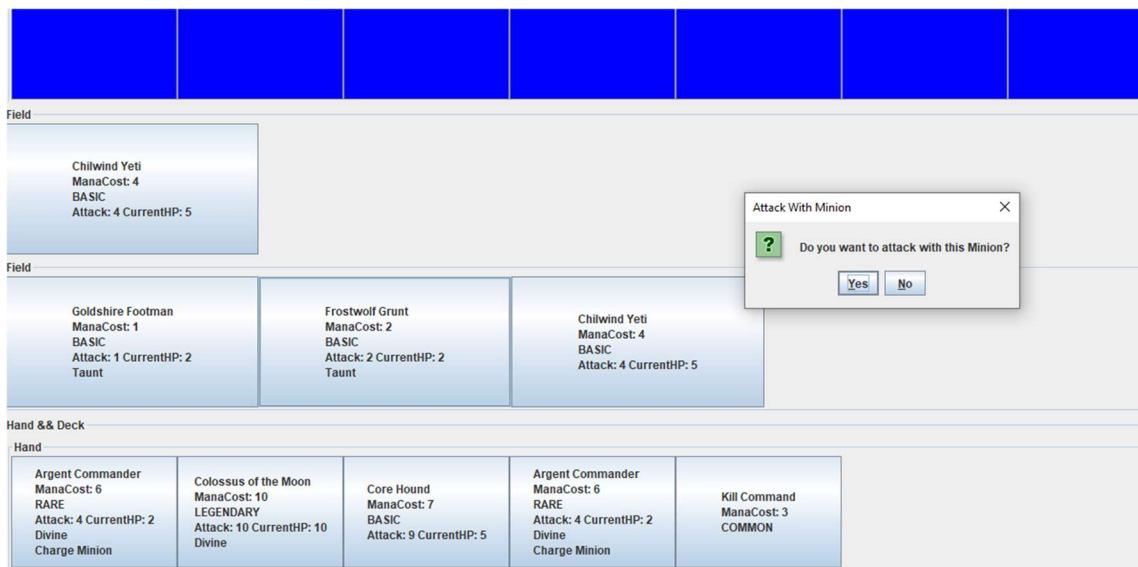 Field
Chilwind Yeti
ManaCost: 4
BASIC
Attack: 4 CurrentHP: 5
Attack With Minion
Do you want to attack with this Minion?
Yes
No
Field
Goldshire Footman
ManaCost: 1
BASIC
Attack: 1 CurrentHP: 2
Taunt
Frostwolf Grunt
ManaCost: 2
BASIC
Attack: 2 CurrentHP: 2
Taunt
Chilwind Yeti
ManaCost: 4
BASIC
Attack: 4 CurrentHP: 5
Hand && Deck
Hand
Argent Commander
ManaCost: 6
RARE
Attack: 4 CurrentHP: 2
Divine
Charge Minion
Colossus of the Moon
ManaCost: 10
LEGENDARY
Attack: 10 CurrentHP: 10
Divine
Core Hound
ManaCost: 7
BASIC
Attack: 9 CurrentHP: 5
Argent Commander
ManaCost: 6
RARE
Attack: 4 CurrentHP: 2
Divine
Charge Minion
Kill Command
ManaCost: 3
COMMON